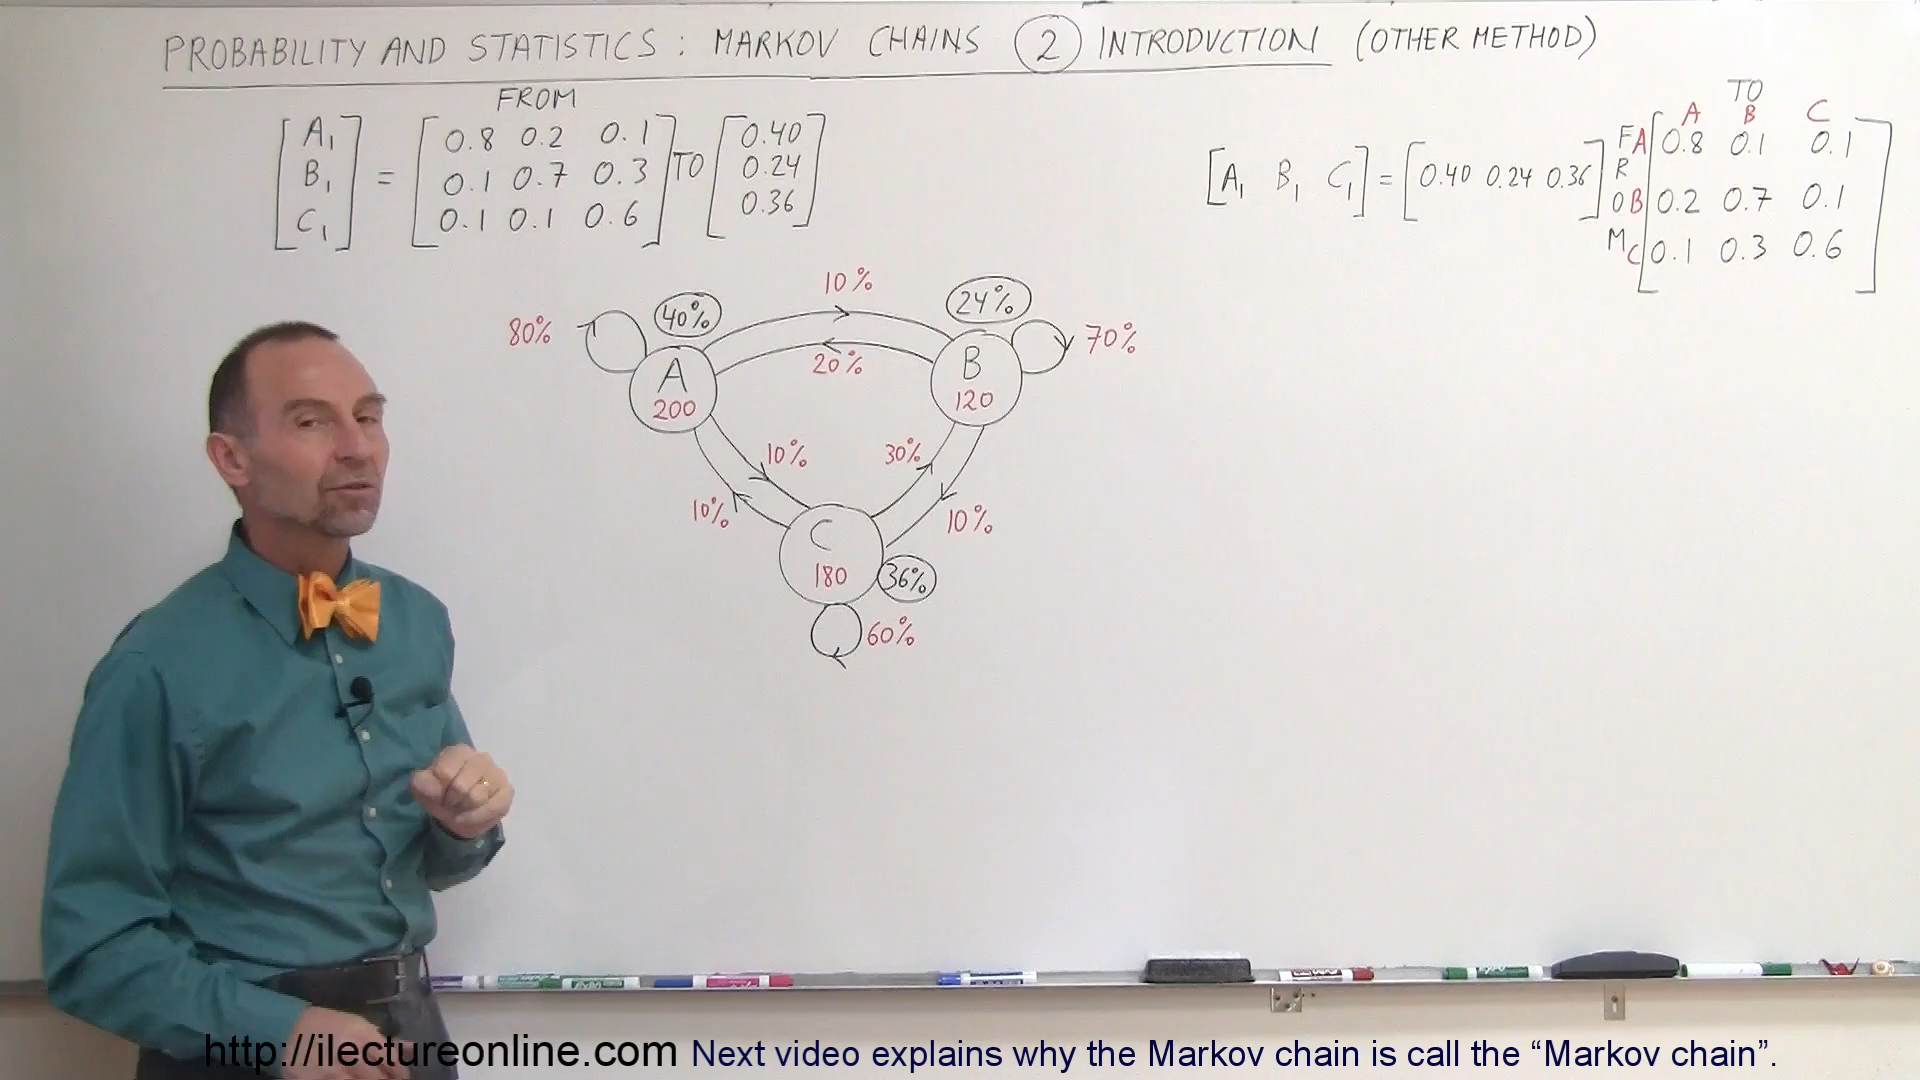 PROBABILITY AND STATISTICS : MARKOV CHAINS 2 INTRODUCTION (OTHER METHOD)
FROM
A₁ 0.8 0.2 0.1 0.40
B₁ = 0.1 0.7 0.3 TO 0.24
C₁ 0.1 0.1 0.6 0.36
TO
A B C
[A₁ B₁ C₁] = [0.40 0.24 0.36]
F A 0.8 0.1 0.1
R
O B 0.2 0.7 0.1
M C 0.1 0.3 0.6
10%
40%
24%
80%
70%
20%
A
200
B
120
10%
30%
10%
10%
C
180
36%
60%
http://ilectureonline.com Next video explains why the Markov chain is call the “Markov chain”.